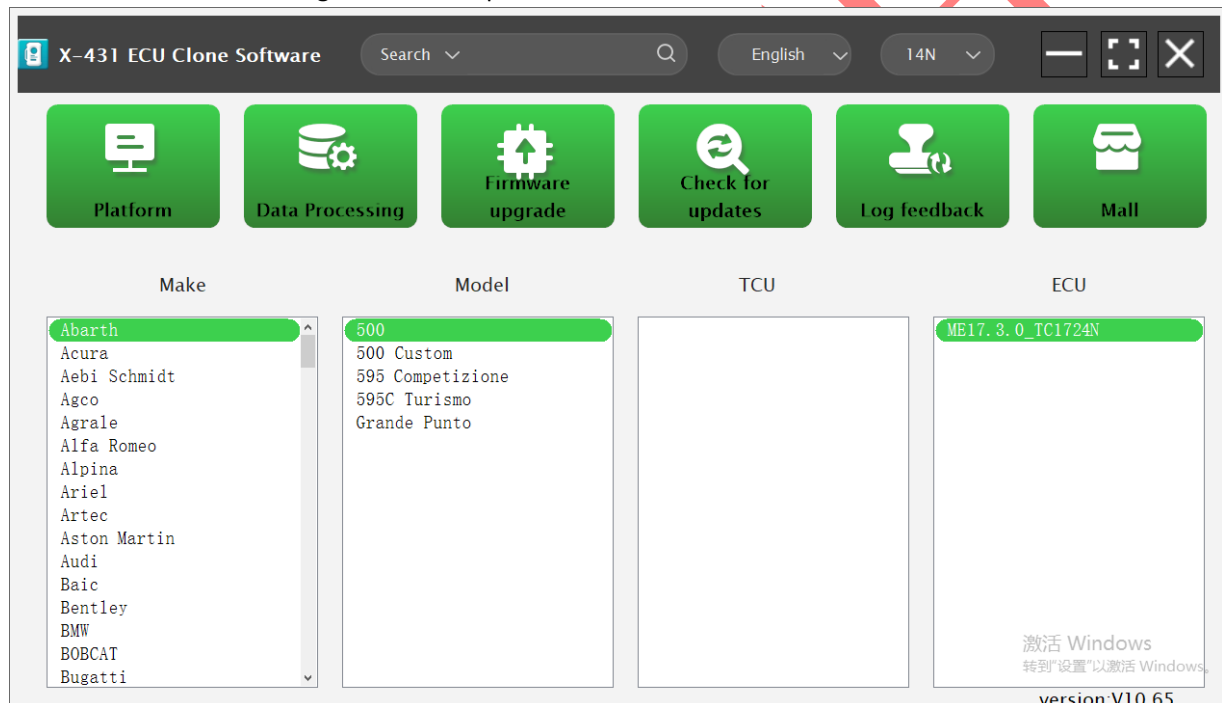 X-431 ECU Clone Software
Search
English
14N
Platform
Data Processing
Firmware upgrade
Check for updates
Log feedback
Mall
Make
Model
TCU
ECU
Abarth
Acura
Aebi Schmidt
Agco
Agrale
Alfa Romeo
Alpina
Ariel
Artec
Aston Martin
Audi
Baic
Bentley
BMW
BOBCAT
Bugatti
500
500 Custom
595 Competizione
595C Turismo
Grande Punto
ME17.3.0_TC1724N
激活 Windows
转到"设置"以激活 Windows。
version:V10.65